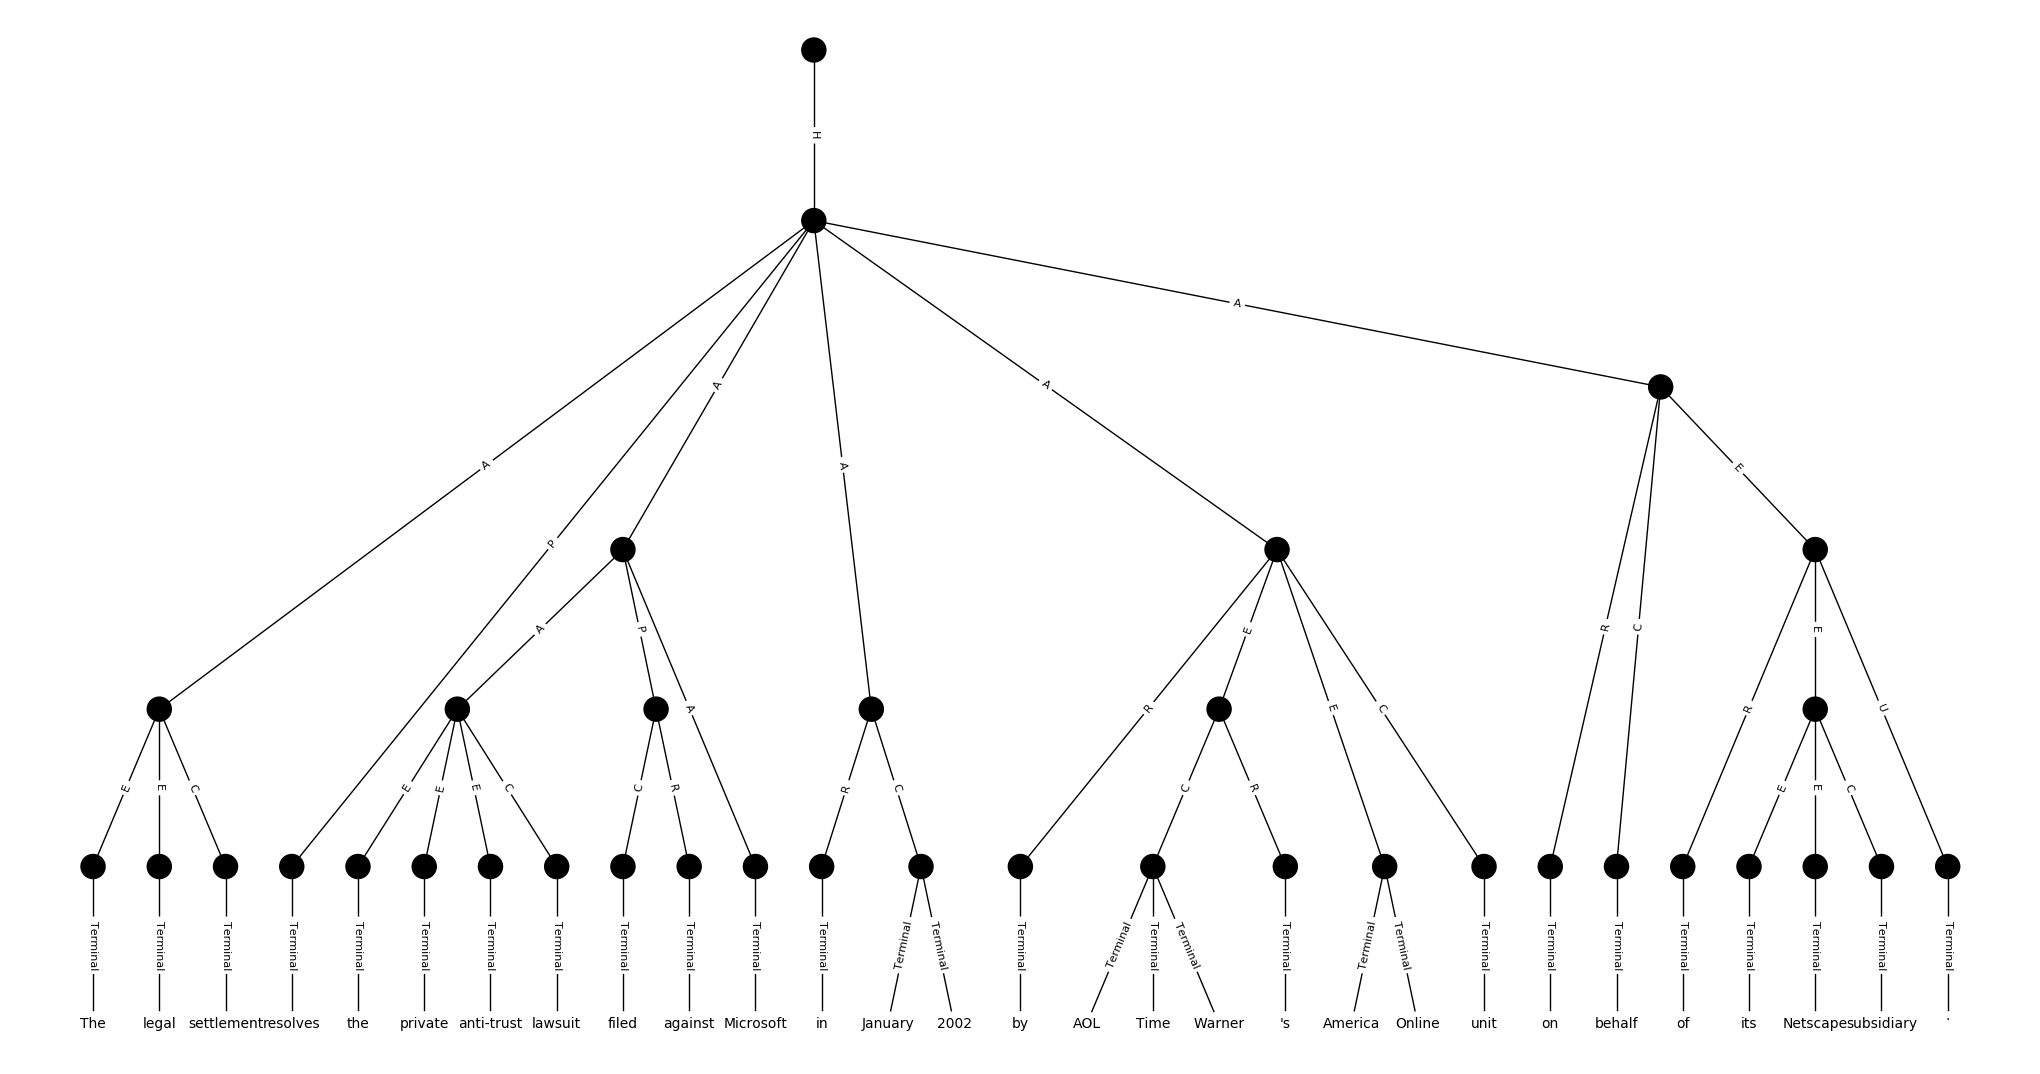 H
A
A
A
A
P
A
E
A
P
E
R
C
E
R
A
R
E
C
U
E
E
C
E
E
E
C
C
R
R
C
C
R
E
E
C
Terminal Terminal Terminal Terminal Terminal Terminal Terminal Terminal Terminal Terminal Terminal Terminal Terminal Terminal Terminal Terminal Terminal Terminal Terminal Terminal Terminal Terminal Terminal Terminal Terminal Terminal Terminal Terminal Terminal
The legal settlement resolves the private anti-trust lawsuit filed against Microsoft in January 2002 by AOL Time Warner 's America Online unit on behalf of its Netscape subsidiary .